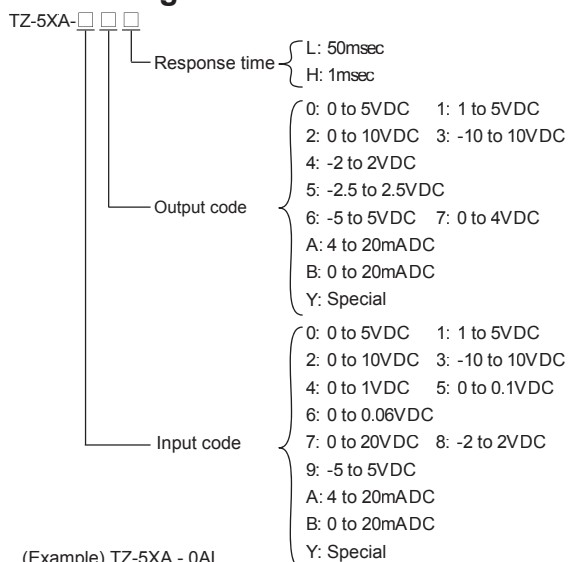 TZ-5XA-□□□
Response time
L: 50msec
H: 1msec
Output code
0: 0 to 5VDC 1: 1 to 5VDC
2: 0 to 10VDC 3: -10 to 10VDC
4: -2 to 2VDC
5: -2.5 to 2.5VDC
6: -5 to 5VDC 7: 0 to 4VDC
A: 4 to 20mADC
B: 0 to 20mADC
Y: Special
Input code
0: 0 to 5VDC 1: 1 to 5VDC
2: 0 to 10VDC 3: -10 to 10VDC
4: 0 to 1VDC 5: 0 to 0.1VDC
6: 0 to 0.06VDC
7: 0 to 20VDC 8: -2 to 2VDC
9: -5 to 5VDC
A: 4 to 20mADC
B: 0 to 20mADC
Y: Special
(Example) TZ-5XA - 0AL